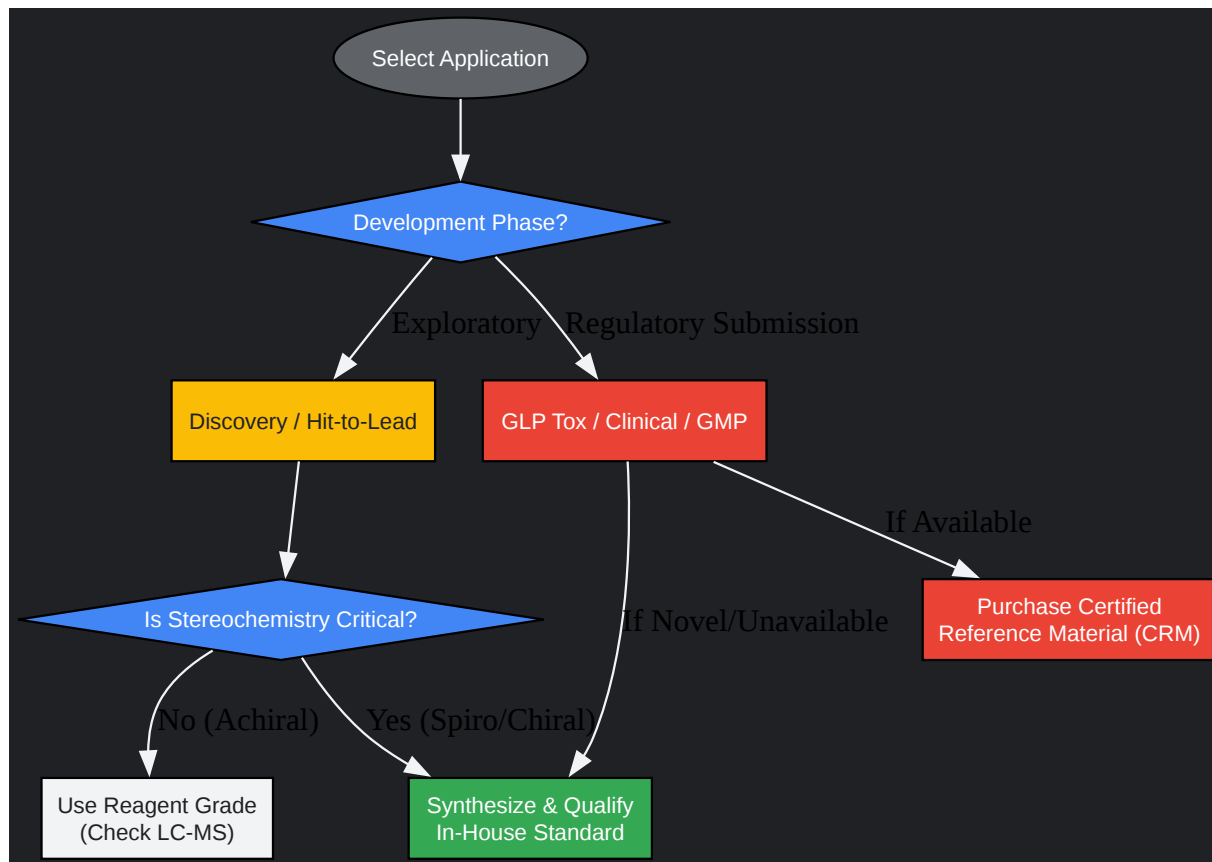 Select Application
Development Phase?
Exploratory
Regulatory Submission
Discovery / Hit-to-Lead
GLP Tox / Clinical / GMP
If Available
Is Stereochemistry Critical?
If Novel/Unavailable
Purchase Certified
Reference Material (CRM)
No (Achiral)
Yes (Spiro/Chiral)
Use Reagent Grade
(Check LC-MS)
Synthesize & Qualify
In-House Standard